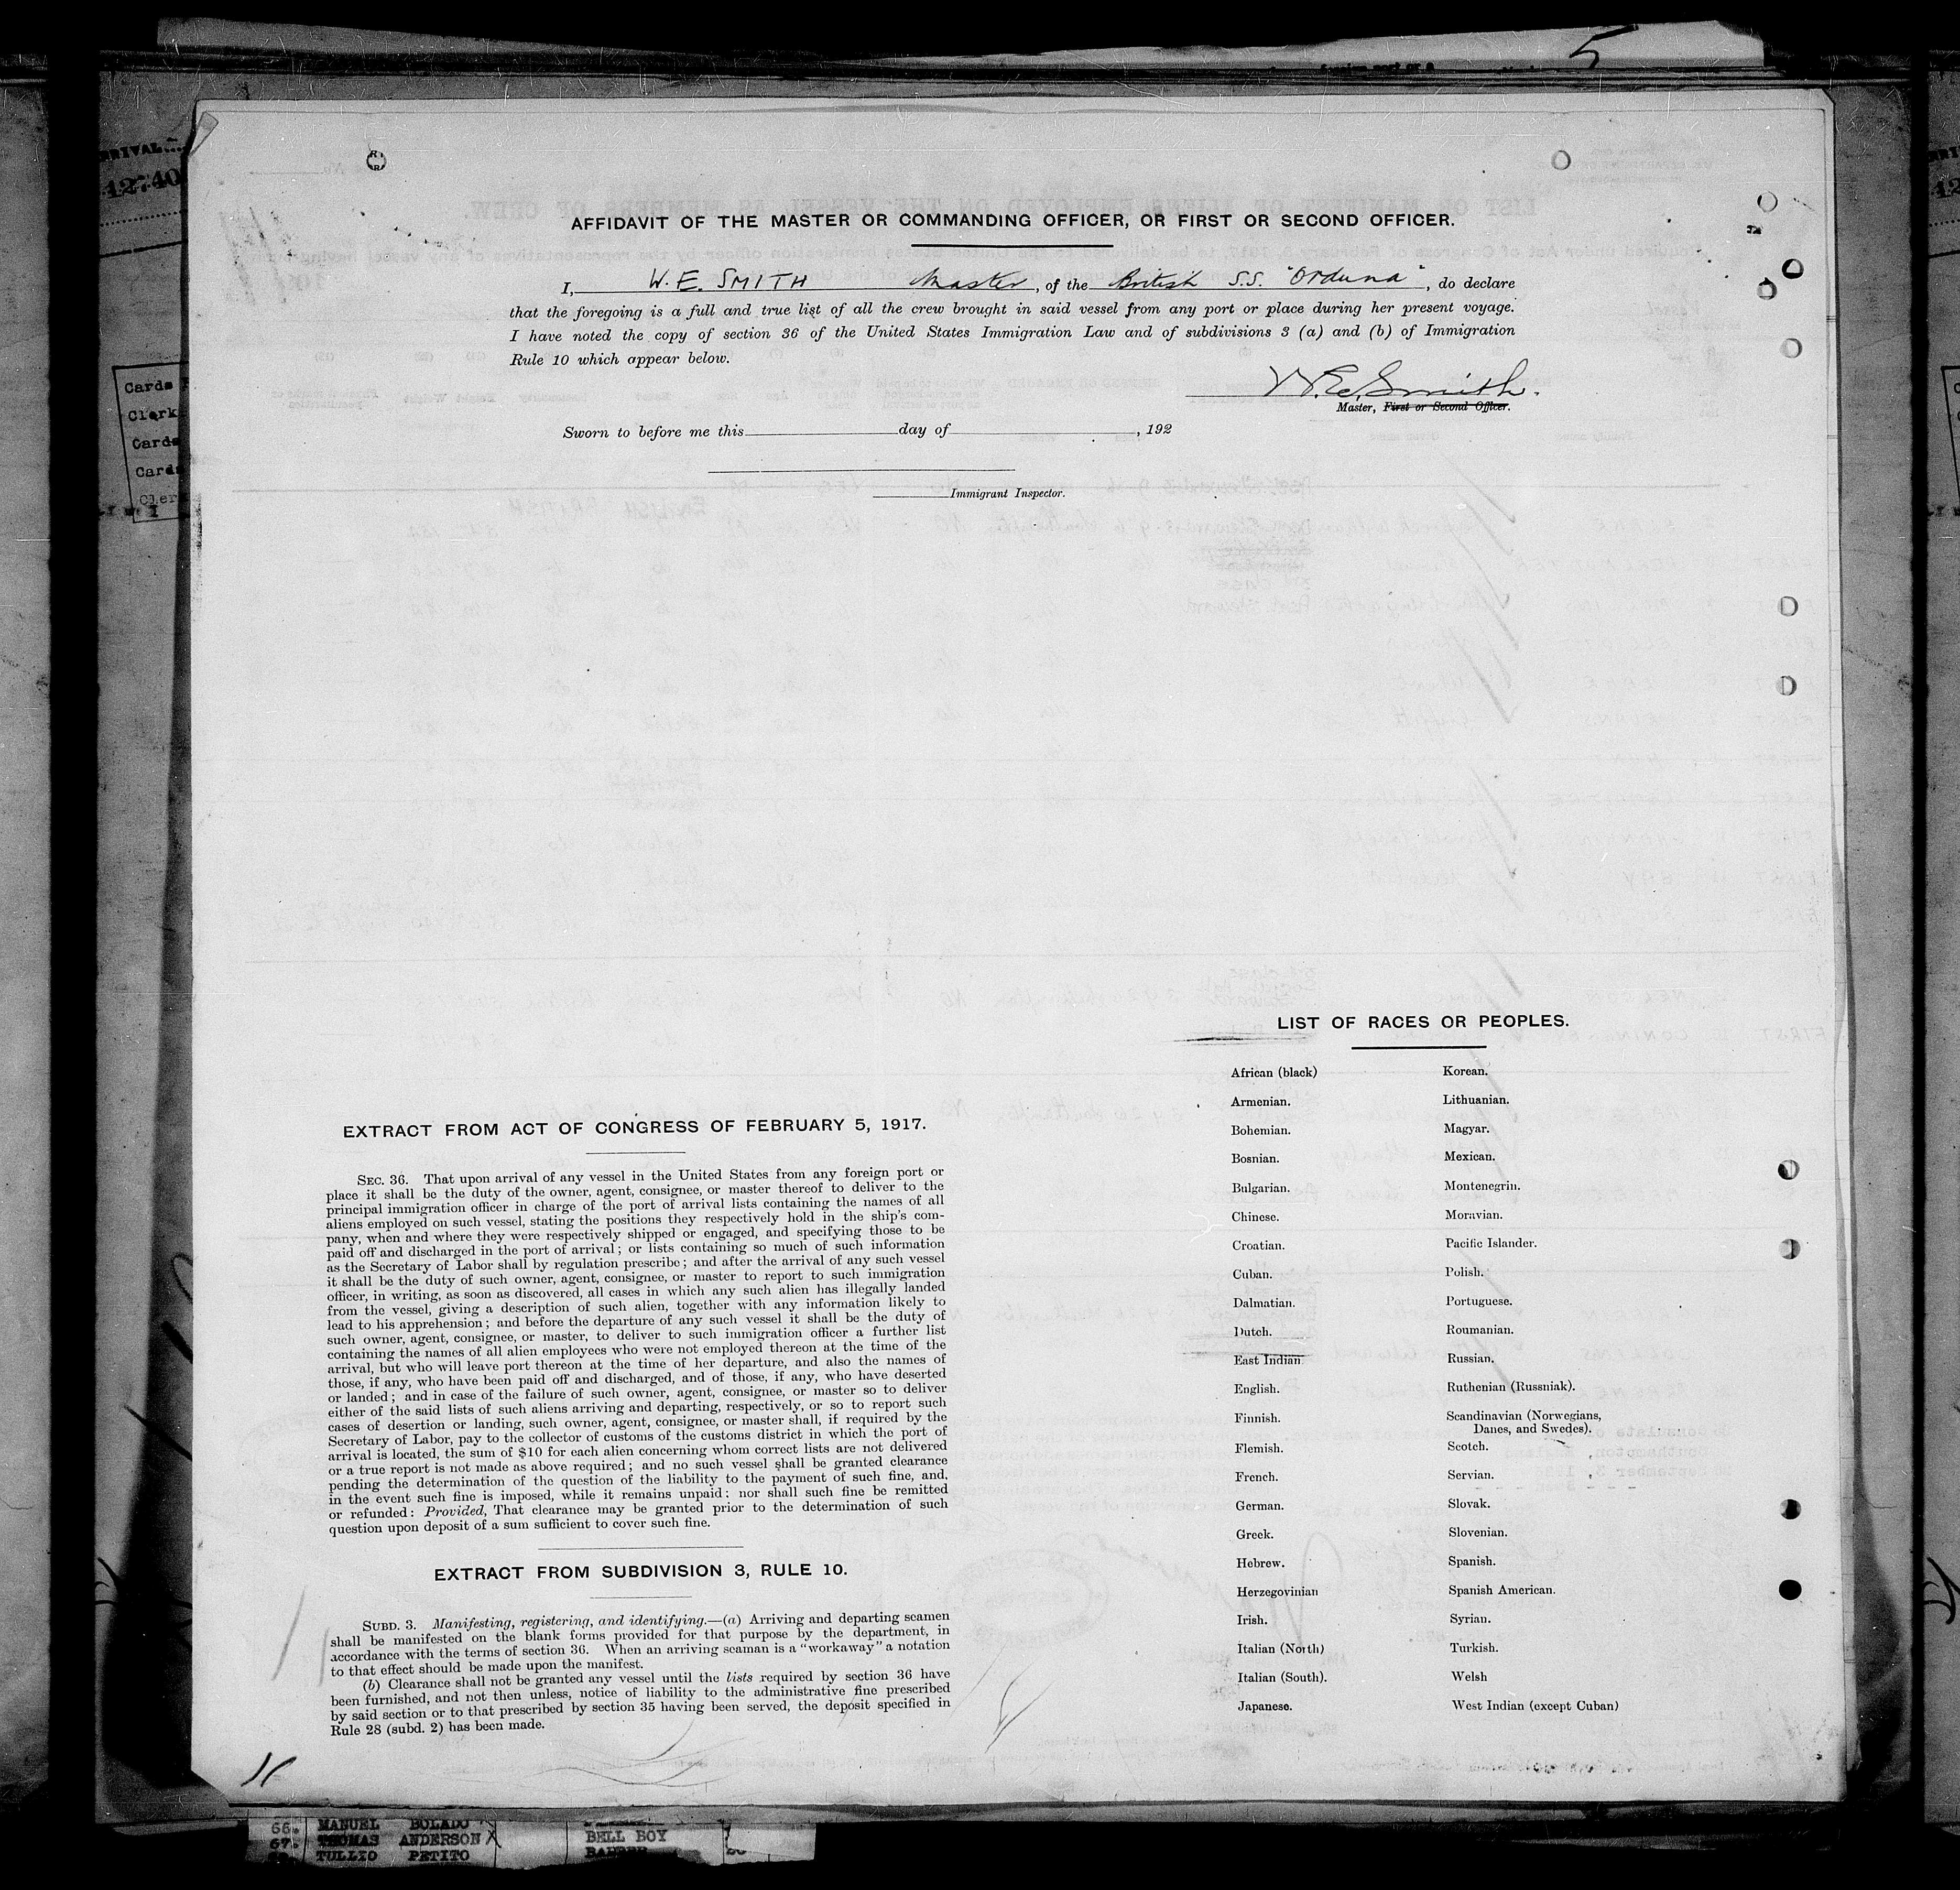 5
AFFIDAVIT OF THE MASTER OR COMMANDING OFFICER, OR FIRST OR SECOND OFFICER.
I, W. E. SMITH Master, of the British S.S. "Orduna", do declare
that the foregoing is a full and true list of all the crew brought in said vessel from any port or place during her present voyage.
I have noted the copy of section 36 of the United States Immigration Law and of subdivisions 3 (a) and (b) of Immigration
Rule 10 which appear below.
W.E. Smith.
Master, First or Second Officer.
Sworn to before me this day of , 192
Immigrant Inspector.
EXTRACT FROM ACT OF CONGRESS OF FEBRUARY 5, 1917.
SEC. 36. That upon arrival of any vessel in the United States from any foreign port or
place it shall be the duty of the owner, agent, consignee, or master thereof to deliver to the
principal immigration officer in charge of the port of arrival lists containing the names of all
aliens employed on such vessel, stating the positions they respectively hold in the ship's com-
pany, when and where they were respectively shipped or engaged, and specifying those to be
paid off and discharged in the port of arrival; or lists containing so much of such information
as the Secretary of Labor shall by regulation prescribe; and after the arrival of any such vessel
it shall be the duty of such owner, agent, consignee, or master to report to such immigration
officer, in writing, as soon as discovered, all cases in which any such alien has illegally landed
from the vessel, giving a description of such alien, together with any information likely to
lead to his apprehension; and before the departure of any such vessel it shall be the duty of
such owner, agent, consignee, or master, to deliver to such immigration officer a further list
containing the names of all alien employees who were not employed thereon at the time of the
arrival, but who will leave port thereon at the time of her departure, and also the names of
those, if any, who have been paid off and discharged, and of those, if any, who have deserted
or landed; and in case of the failure of such owner, agent, consignee, or master so to deliver
either of the said lists of such aliens arriving and departing, respectively, or so to report such
cases of desertion or landing, such owner, agent, consignee, or master shall, if required by the
Secretary of Labor, pay to the collector of customs of the customs district in which the port of
arrival is located, the sum of $10 for each alien concerning whom correct lists are not delivered
or a true report is not made as above required; and no such vessel shall be granted clearance
pending the determination of the question of the liability to the payment of such fine, and,
in the event such fine is imposed, while it remains unpaid; nor shall such fine be remitted
or refunded: Provided, That clearance may be granted prior to the determination of such
question upon deposit of a sum sufficient to cover such fine.
EXTRACT FROM SUBDIVISION 3, RULE 10.
SUBD. 3. Manifesting, registering, and identifying.—(a) Arriving and departing seamen
shall be manifested on the blank forms provided for that purpose by the department, in
accordance with the terms of section 36. When an arriving seaman is a "workaway" a notation
to that effect should be made upon the manifest.
(b) Clearance shall not be granted any vessel until the lists required by section 36 have
been furnished, and not then unless, notice of liability to the administrative fine prescribed
by said section or to that prescribed by section 35 having been served, the deposit specified in
Rule 28 (subd. 2) has been made.
LIST OF RACES OR PEOPLES.
African (black)
Armenian.
Bohemian.
Bosnian.
Bulgarian.
Chinese.
Croatian.
Cuban.
Dalmatian.
Dutch.
East Indian
English.
Finnish.
Flemish.
French.
German.
Greek.
Hebrew.
Herzegovinian
Irish.
Italian (North)
Italian (South).
Japanese.
Korean.
Lithuanian.
Magyar.
Mexican.
Montenegrin.
Moravian.
Pacific Islander.
Polish.
Portuguese.
Roumanian.
Russian.
Ruthenian (Russniak).
Scandinavian (Norwegians,
Danes, and Swedes).
Scotch.
Servian.
Slovak.
Slovenian.
Spanish.
Spanish American.
Syrian.
Turkish.
Welsh
West Indian (except Cuban)
66. MANUEL BOLADO
67. THOMAS ANDERSON X BELL BOY
TULLIO PETITO
12740
Cards
Clerk
Cards
Cards
Cler